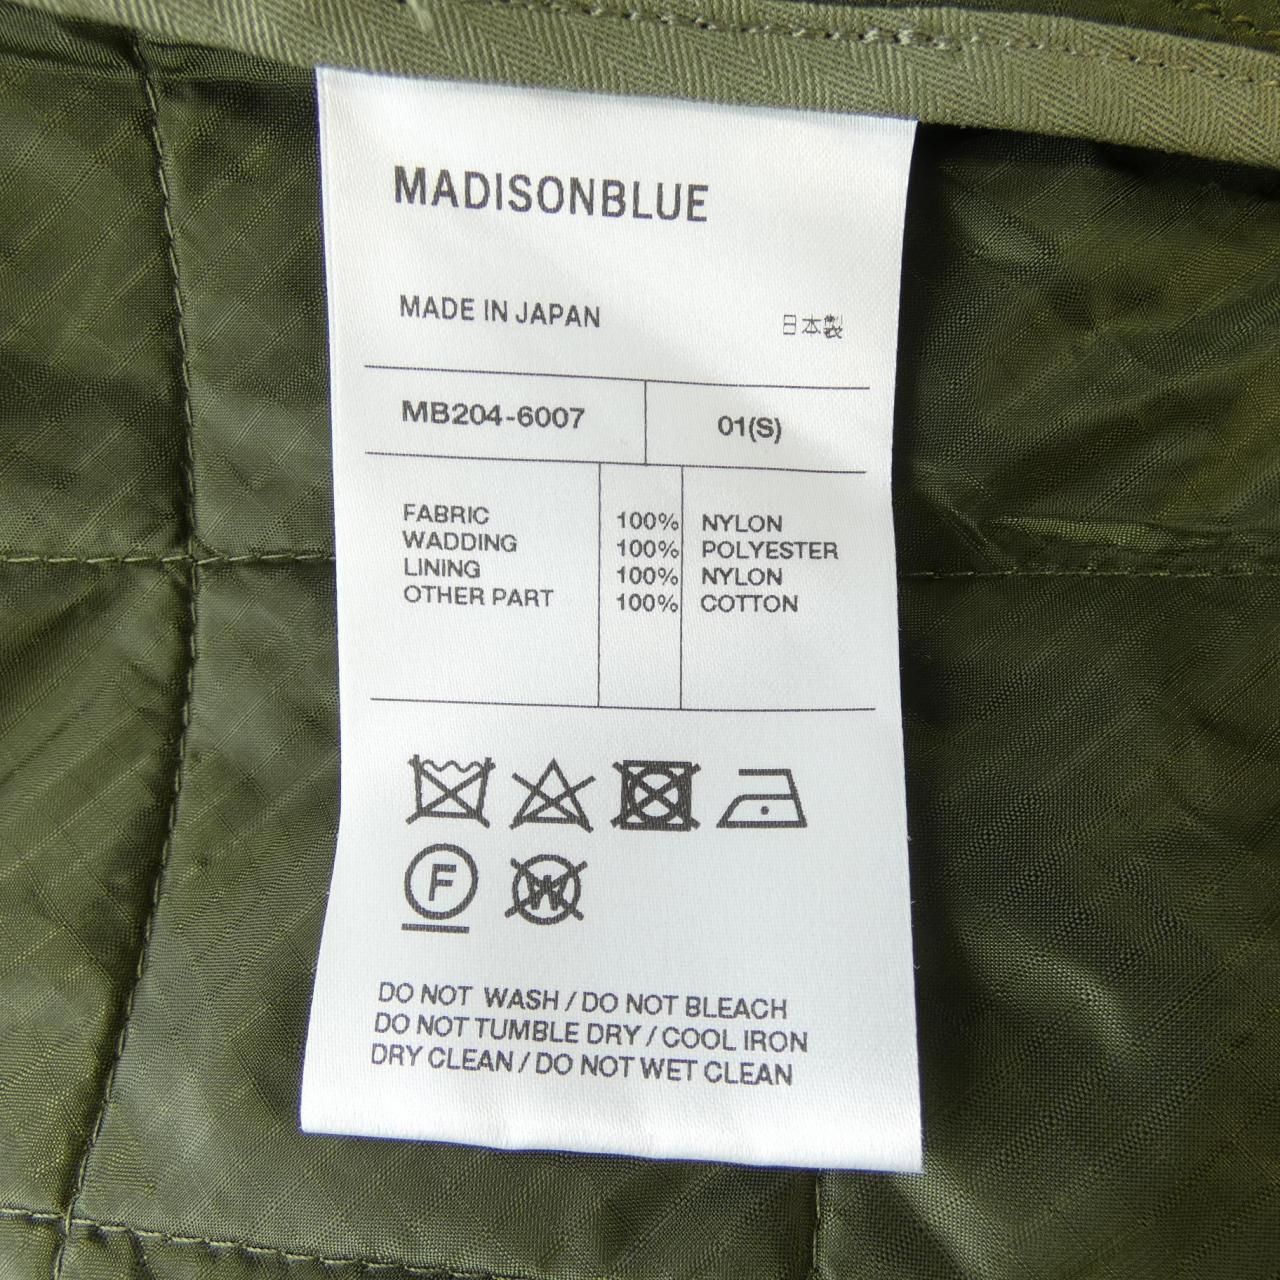 MADISONBLUE
MADE IN JAPAN 日本製
MB204-6007 01(S)
FABRIC 100% NYLON
WADDING 100% POLYESTER
LINING 100% NYLON
OTHER PART 100% COTTON
F W
DO NOT WASH / DO NOT BLEACH
DO NOT TUMBLE DRY / COOL IRON
DRY CLEAN / DO NOT WET CLEAN